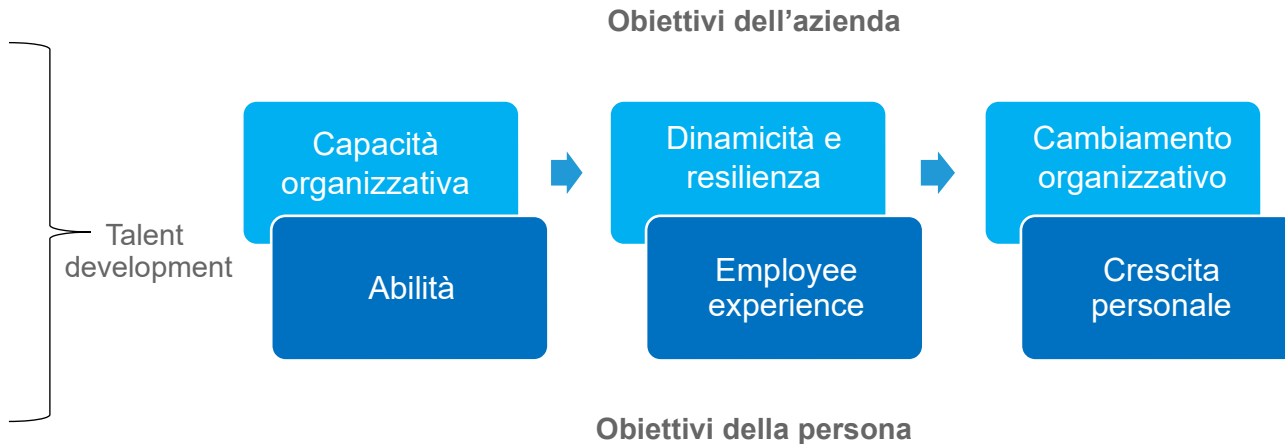 Obiettivi dell'azienda
Capacità
organizzativa
Dinamicità e
resilienza
Cambiamento
organizzativo
Talent
development
Abilità
Employee
experience
Crescita
personale
Obiettivi della persona